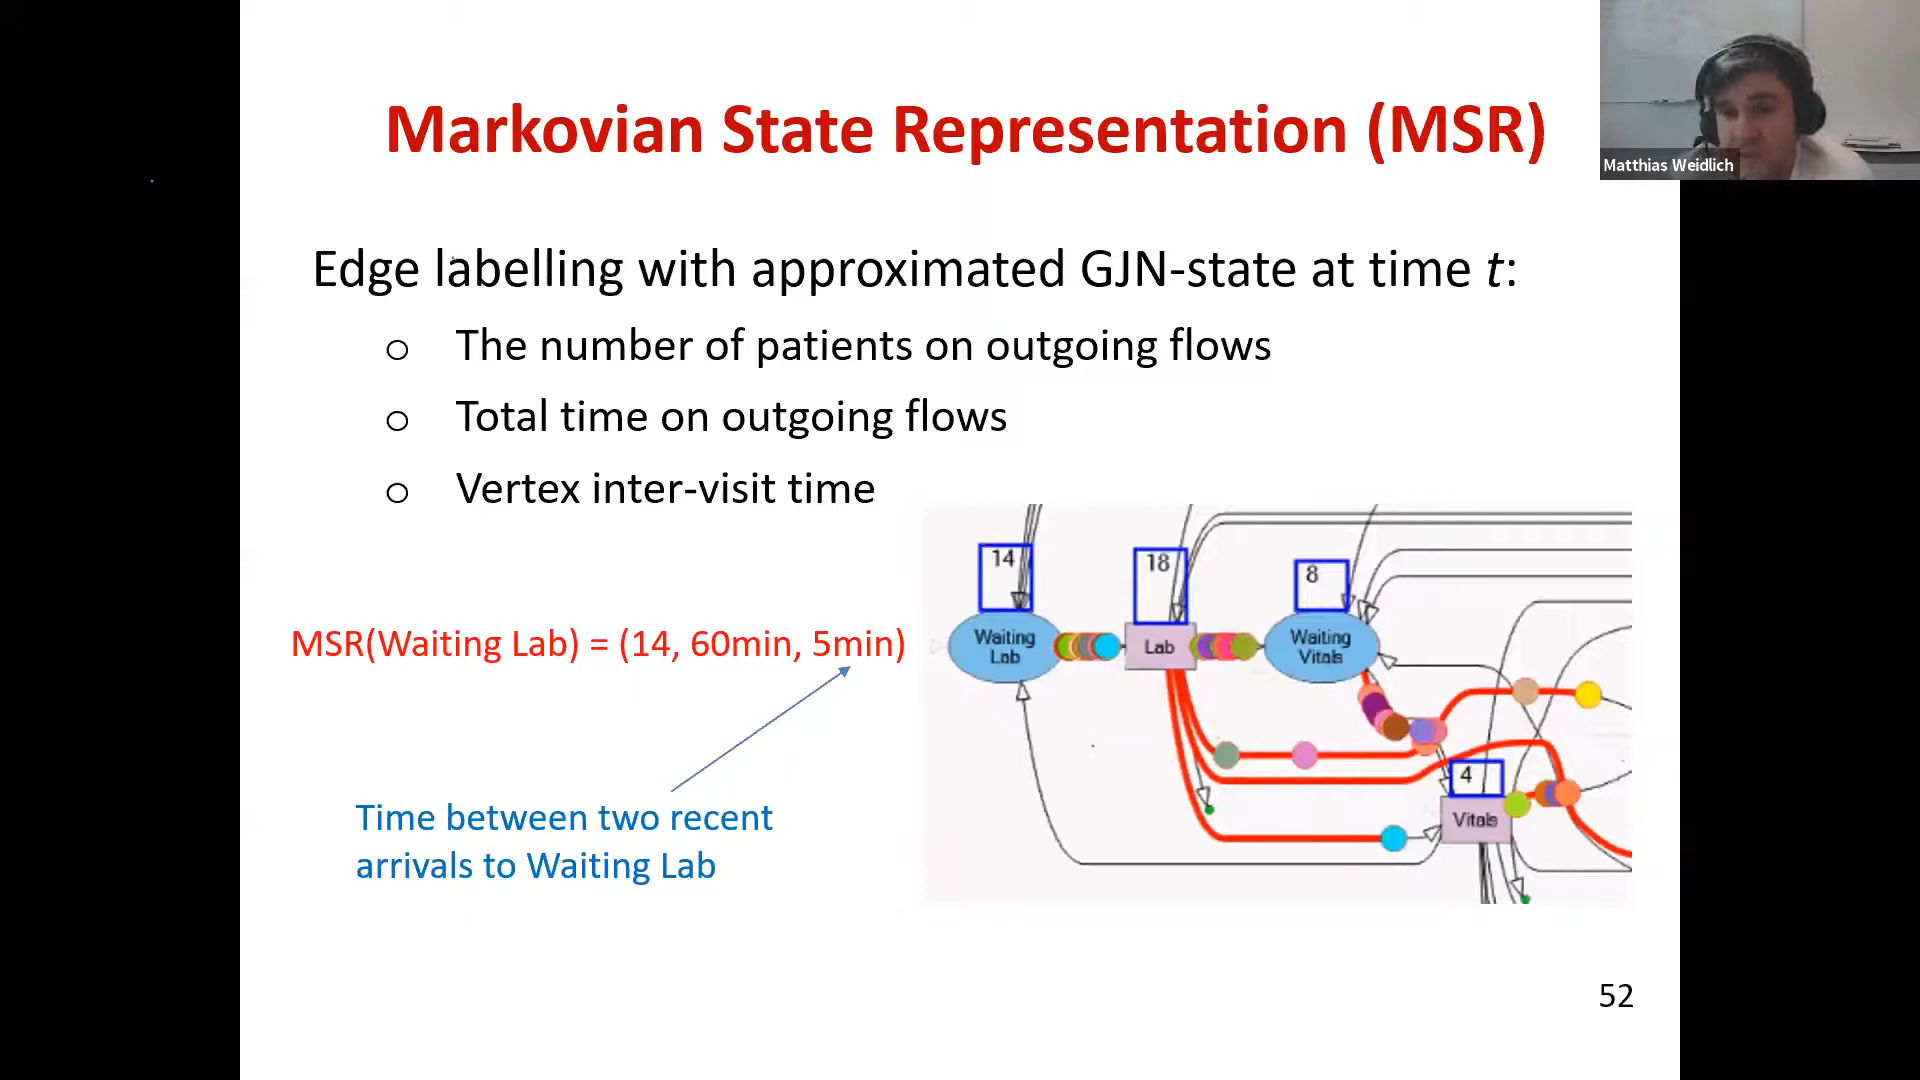 Markovian State Representation (MSR)
Matthias Weidlich
Edge labelling with approximated GJN-state at time t:
o The number of patients on outgoing flows
o Total time on outgoing flows
o Vertex inter-visit time
14
18
8
Waiting
Lab
Lab
Waiting
Vitals
MSR(Waiting Lab) = (14, 60min, 5min)
4
Vitals
Time between two recent
arrivals to Waiting Lab
52